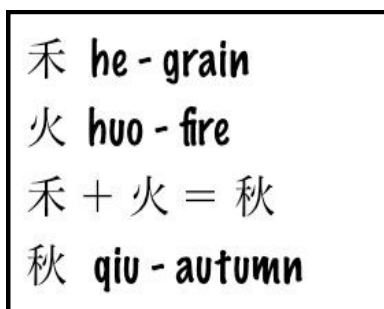 禾 he - grain
火 huo - fire
禾 + 火 = 秋
秋 qiu - autumn